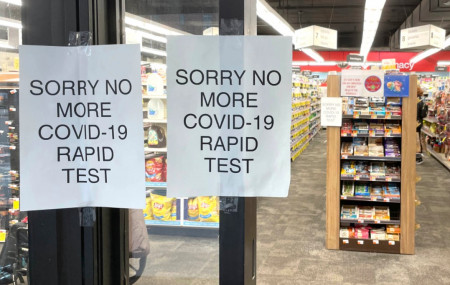 SORRY NO
MORE
COVID-19
RAPID
TEST
SORRY NO
MORE
COVID-19
RAPID
TEST